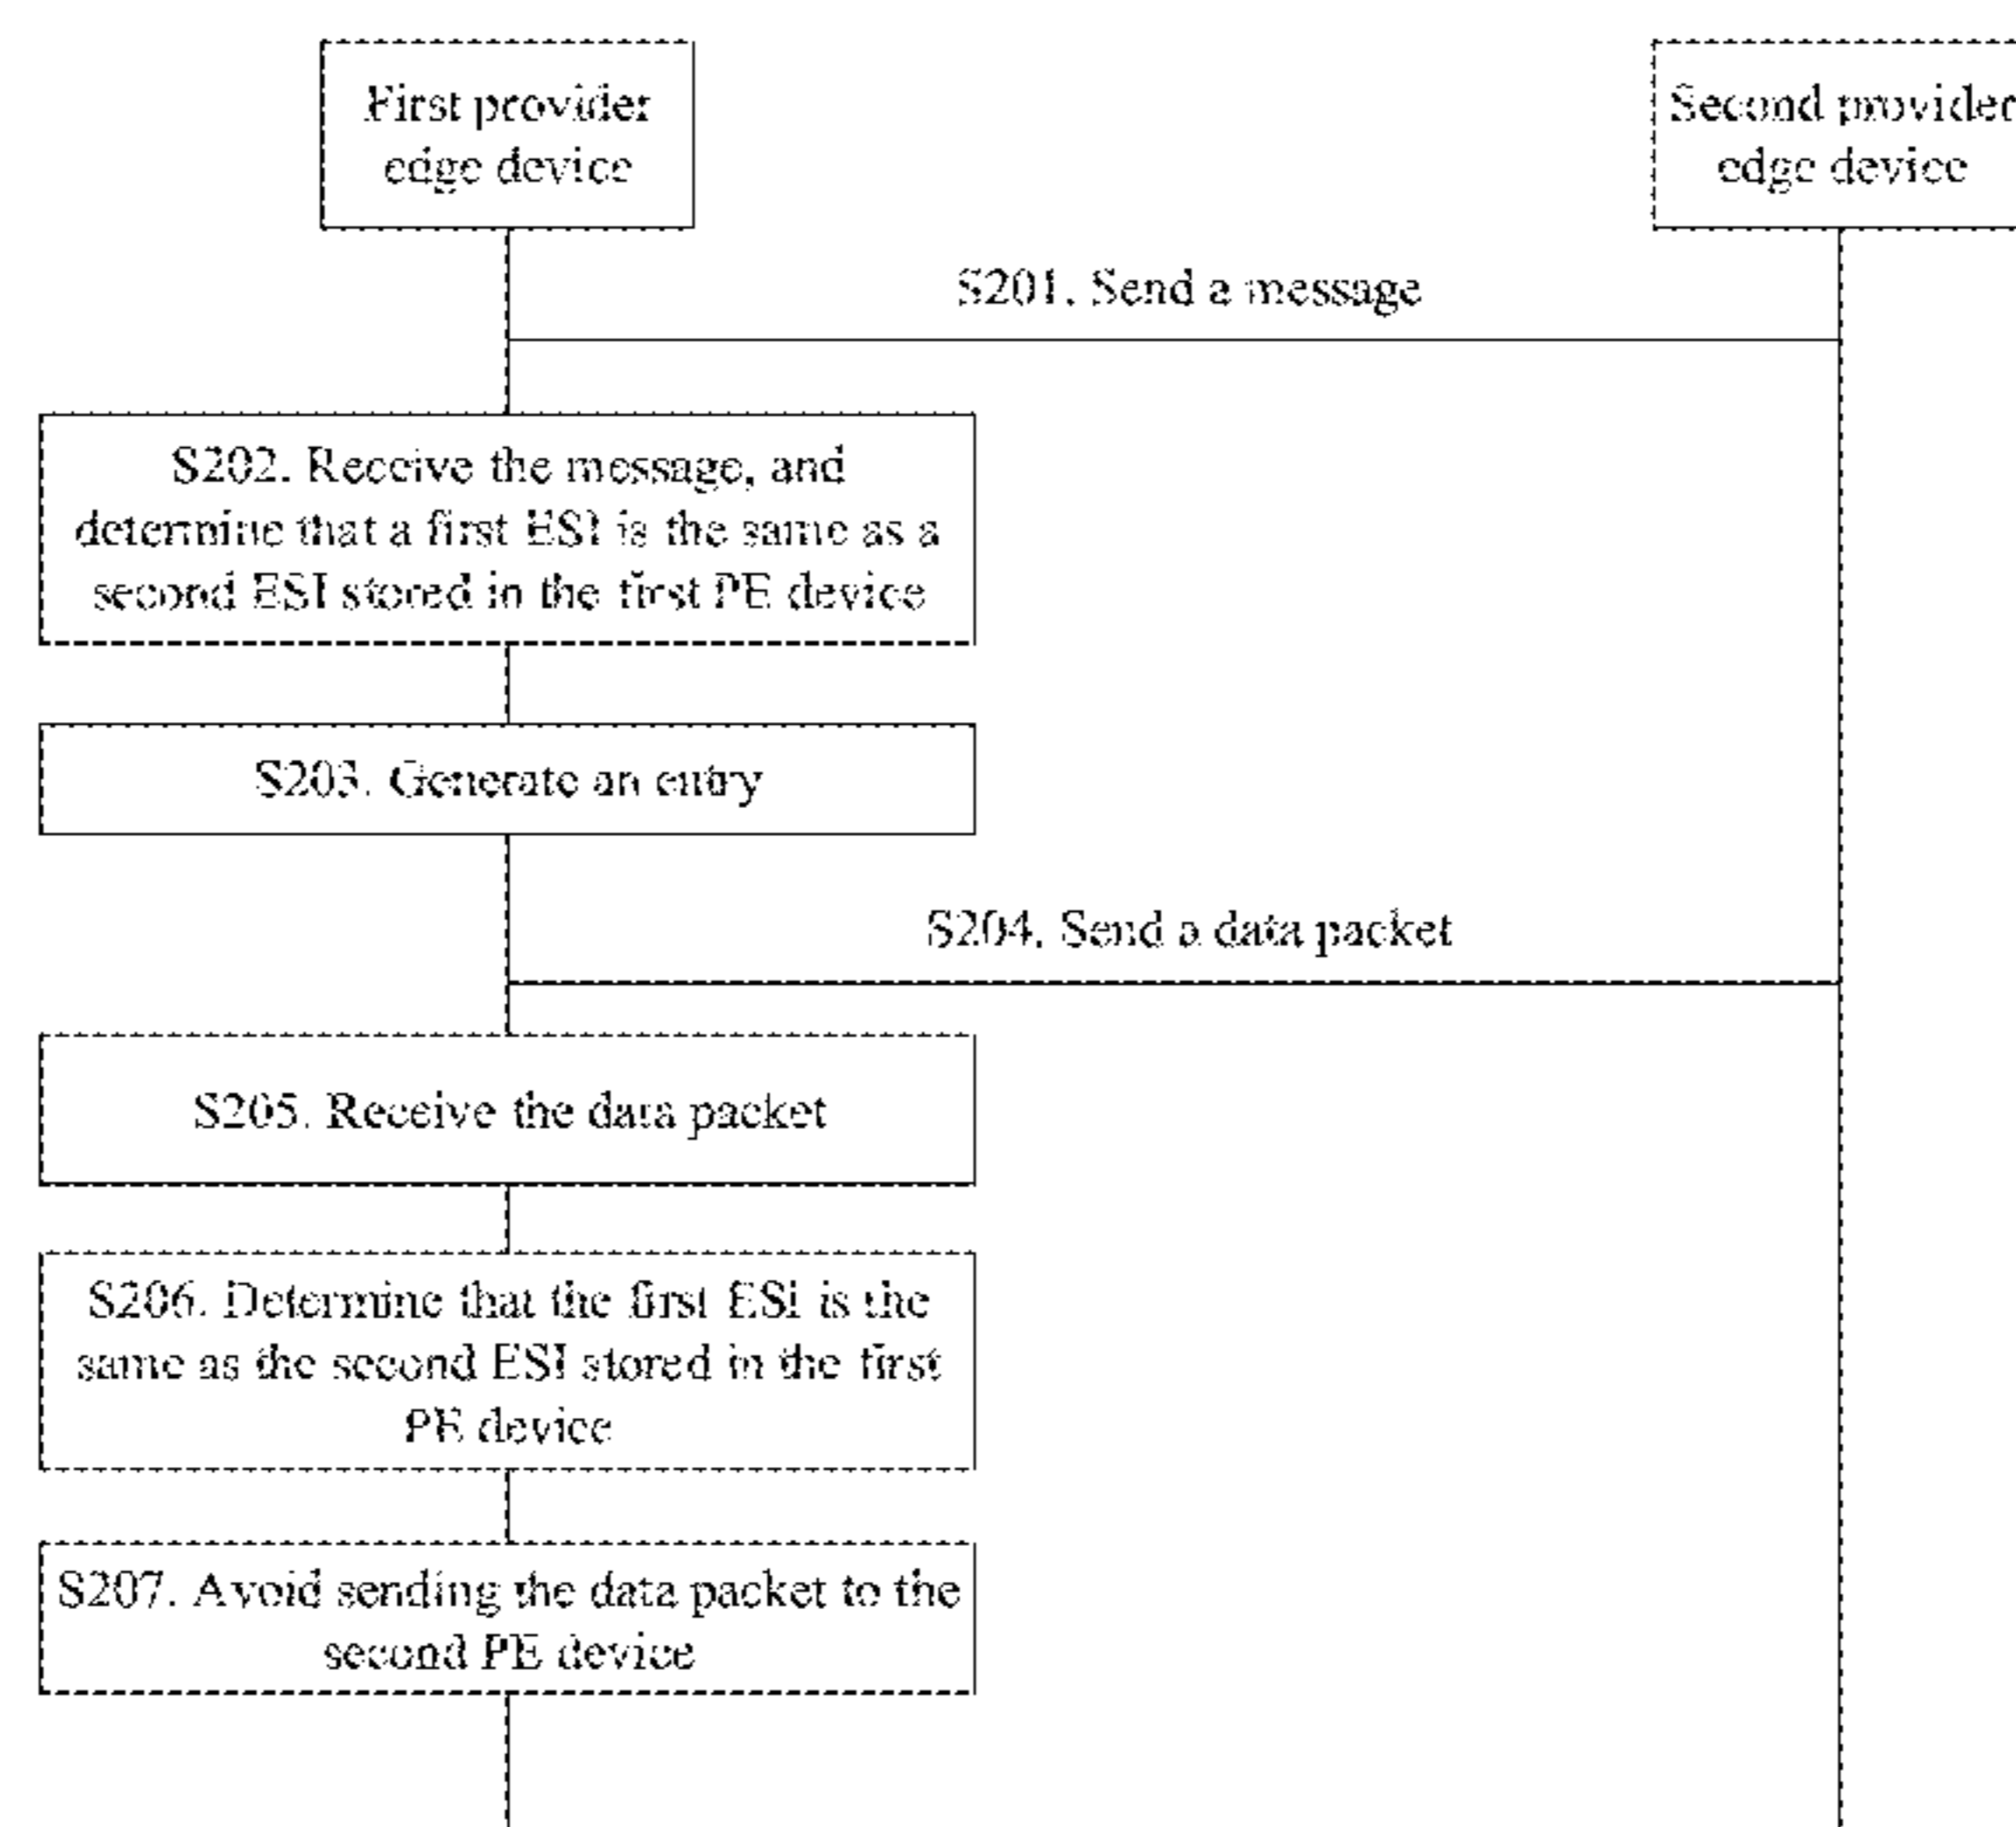 First provider
edge device
Second provider
edge device
S201. Send a message
S202. Receive the message, and
determine that a first ESI is the same as a
second ESI stored in the first PE device
S203. Generate an entry
S204. Send a data packet
S205. Receive the data packet
S206. Determine that the first ESI is the
same as the second ESI stored in the first
PE device
S207. Avoid sending the data packet to the
second PE device